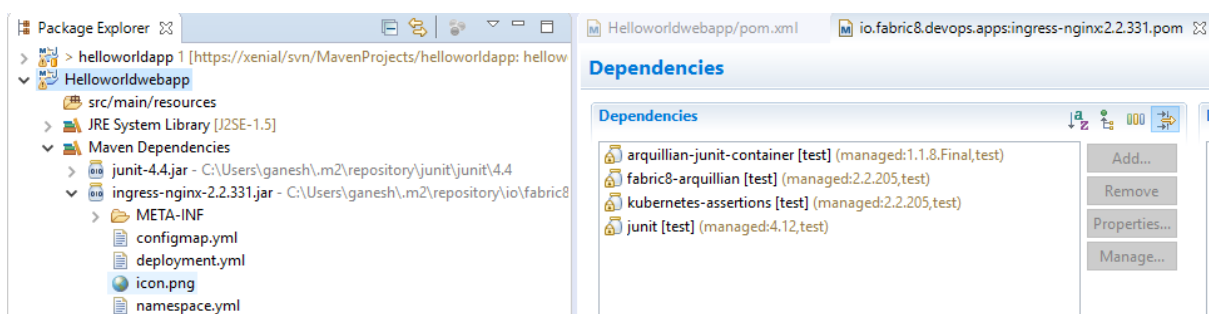 Package Explorer
> helloworldapp 1 [https://xenial/svn/MavenProjects/helloworldapp: hellow
Helloworldwebapp
src/main/resources
JRE System Library [J2SE-1.5]
Maven Dependencies
junit-4.4.jar - C:\Users\ganesh\.m2\repository\junit\junit\4.4
ingress-nginx-2.2.331.jar - C:\Users\ganesh\.m2\repository\io\fabric8
META-INF
configmap.yml
deployment.yml
icon.png
namespace.yml
Helloworldwebapp/pom.xml
io.fabric8.devops.apps:ingress-nginx:2.2.331.pom
Dependencies
Dependencies
arquillian-junit-container [test] (managed:1.1.8.Final,test)
fabric8-arquillian [test] (managed:2.2.205,test)
kubernetes-assertions [test] (managed:2.2.205,test)
junit [test] (managed:4.12,test)
Add...
Remove
Properties...
Manage...